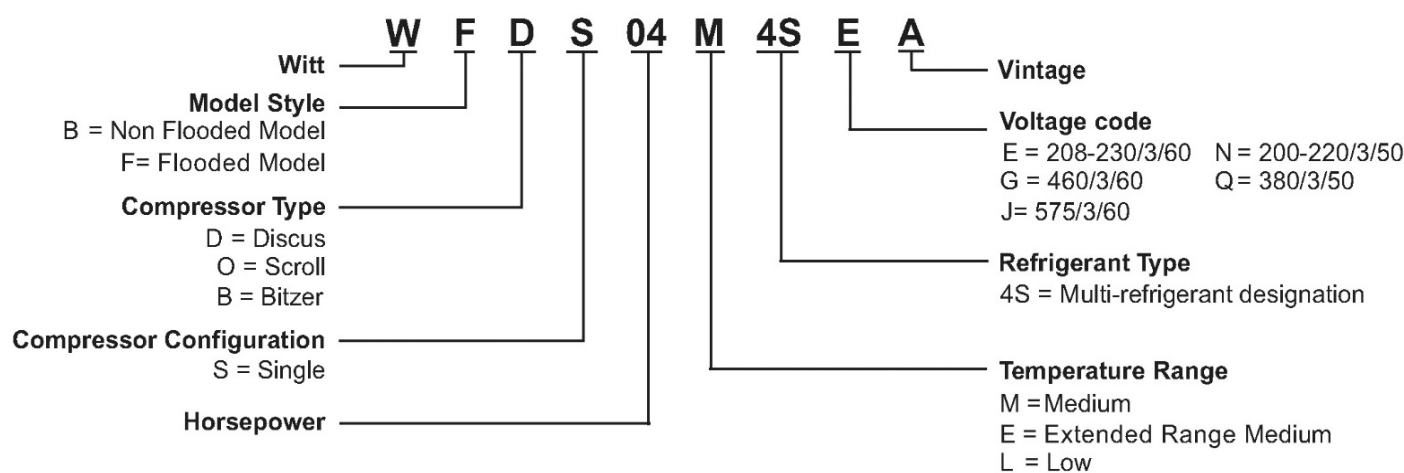 W F D S 04 M 4S E A
Witt
Model Style
B = Non Flooded Model
F= Flooded Model
Compressor Type
D = Discus
O = Scroll
B = Bitzer
Compressor Configuration
S = Single
Horsepower
Vintage
Voltage code
E = 208-230/3/60 N = 200-220/3/50
G = 460/3/60 Q = 380/3/50
J= 575/3/60
Refrigerant Type
4S = Multi-refrigerant designation
Temperature Range
M =Medium
E = Extended Range Medium
L = Low